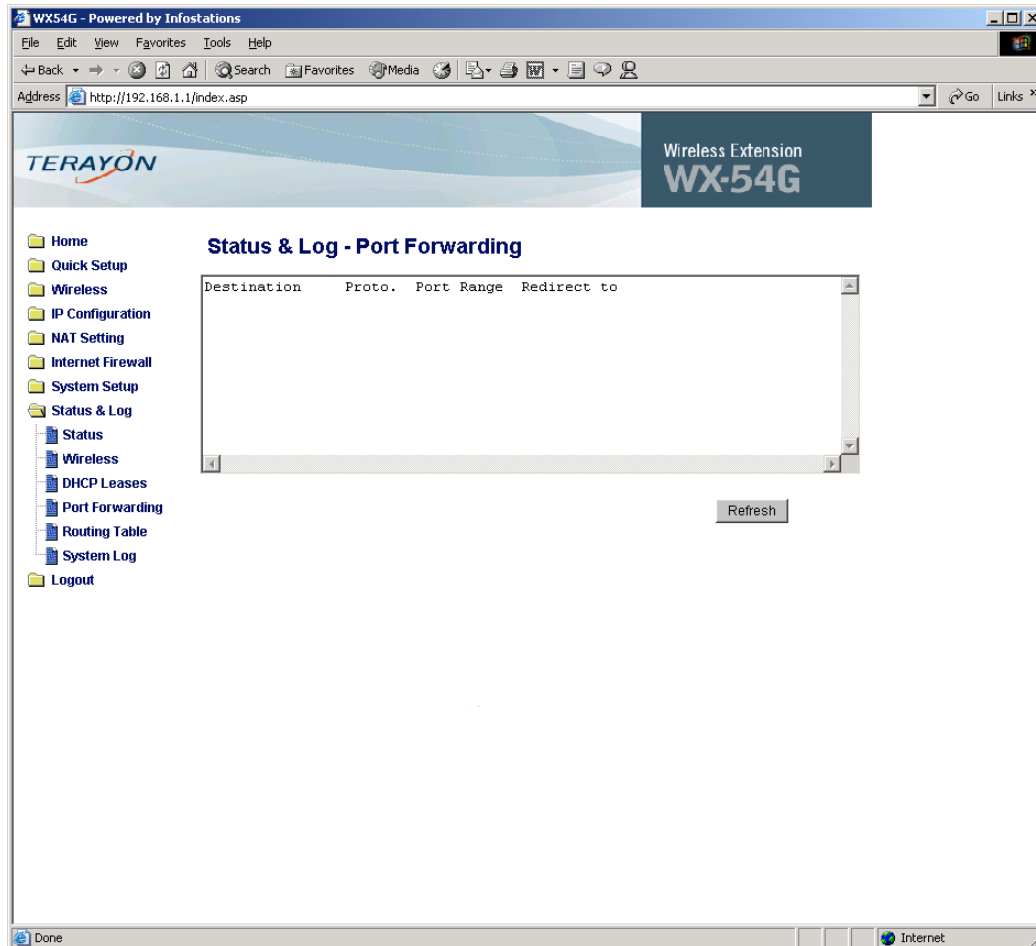 WX54G - Powered by Infostations
File Edit View Favorites Tools Help
Back Search Favorites Media
Address http://192.168.1.1/index.asp Go Links »
TERAYON
Wireless Extension
WX-54G
Home
Quick Setup
Wireless
IP Configuration
NAT Setting
Internet Firewall
System Setup
Status & Log
Status
Wireless
DHCP Leases
Port Forwarding
Routing Table
System Log
Logout
Status & Log - Port Forwarding
Destination Proto. Port Range Redirect to
Refresh
Done Internet